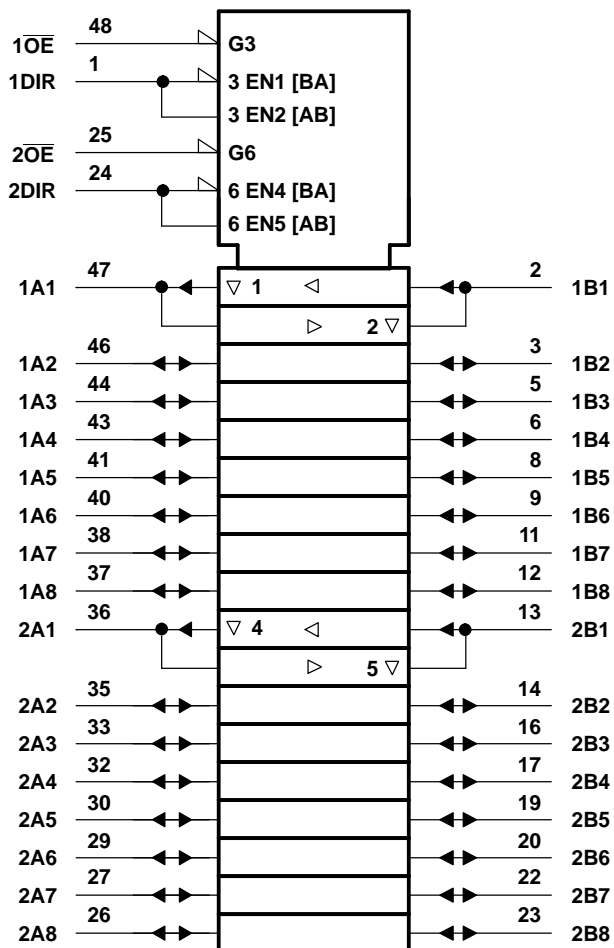 48
1O̅E̅ G3
1
1DIR 3 EN1 [BA]
3 EN2 [AB]
25
2O̅E̅ G6
24
2DIR 6 EN4 [BA]
6 EN5 [AB]
47 2
1A1 ▽ 1 ◁ 1B1
▷ 2 ▽
46 3
1A2 1B2
44 5
1A3 1B3
43 6
1A4 1B4
41 8
1A5 1B5
40 9
1A6 1B6
38 11
1A7 1B7
37 12
1A8 1B8
36 13
2A1 ▽ 4 ◁ 2B1
▷ 5 ▽
35 14
2A2 2B2
33 16
2A3 2B3
32 17
2A4 2B4
30 19
2A5 2B5
29 20
2A6 2B6
27 22
2A7 2B7
26 23
2A8 2B8